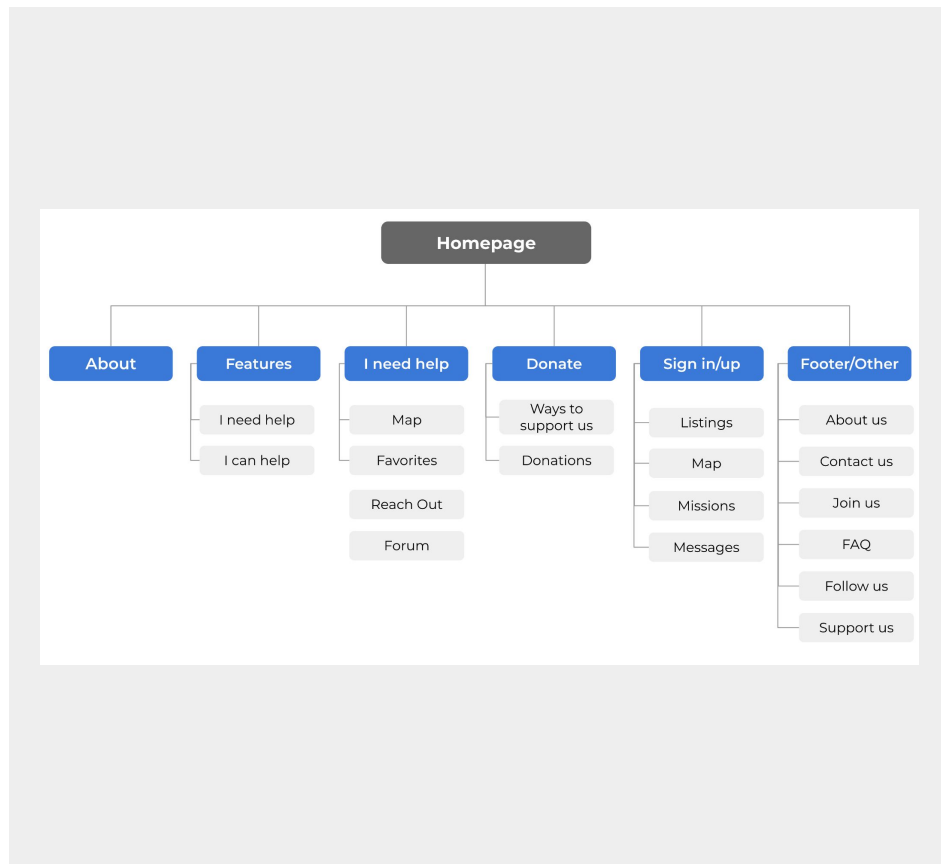 Homepage
About
Features
I need help
I can help
I need help
Map
Favorites
Reach Out
Forum
Donate
Ways to
support us
Donations
Sign in/up
Listings
Map
Missions
Messages
Footer/Other
About us
Contact us
Join us
FAQ
Follow us
Support us